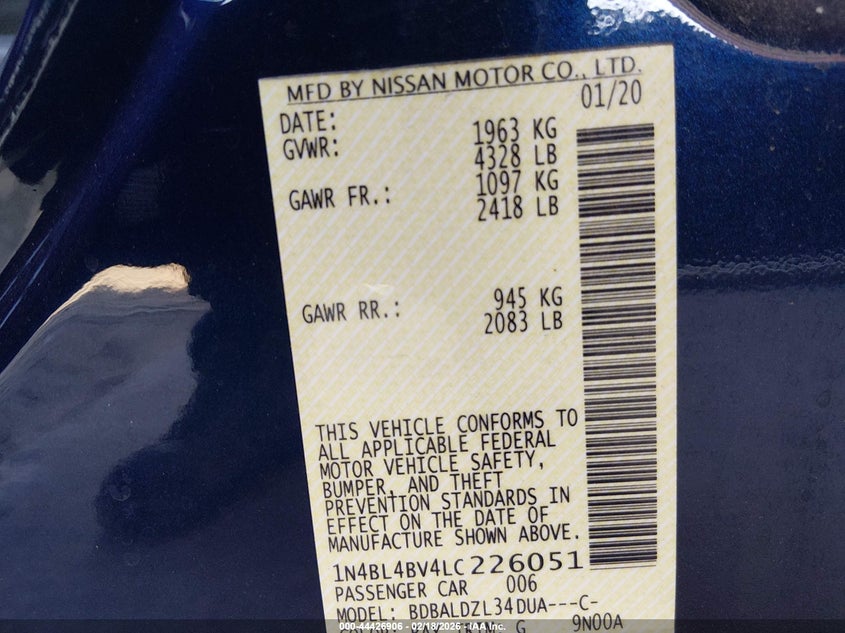 MFD BY NISSAN MOTOR CO., LTD.
DATE: 01/20
GVWR: 1963 KG
4328 LB
GAWR FR.: 1097 KG
2418 LB
GAWR RR.: 945 KG
2083 LB
THIS VEHICLE CONFORMS TO
ALL APPLICABLE FEDERAL
MOTOR VEHICLE SAFETY,
BUMPER, AND THEFT
PREVENTION STANDARDS IN
EFFECT ON THE DATE OF
MANUFACTURE SHOWN ABOVE.
1N4BL4BV4LC226051
PASSENGER CAR 006
MODEL: BDBALDZL34DUA---C-
G 9N00A
000-44426906 - 02/18/2026 - IAA Inc.